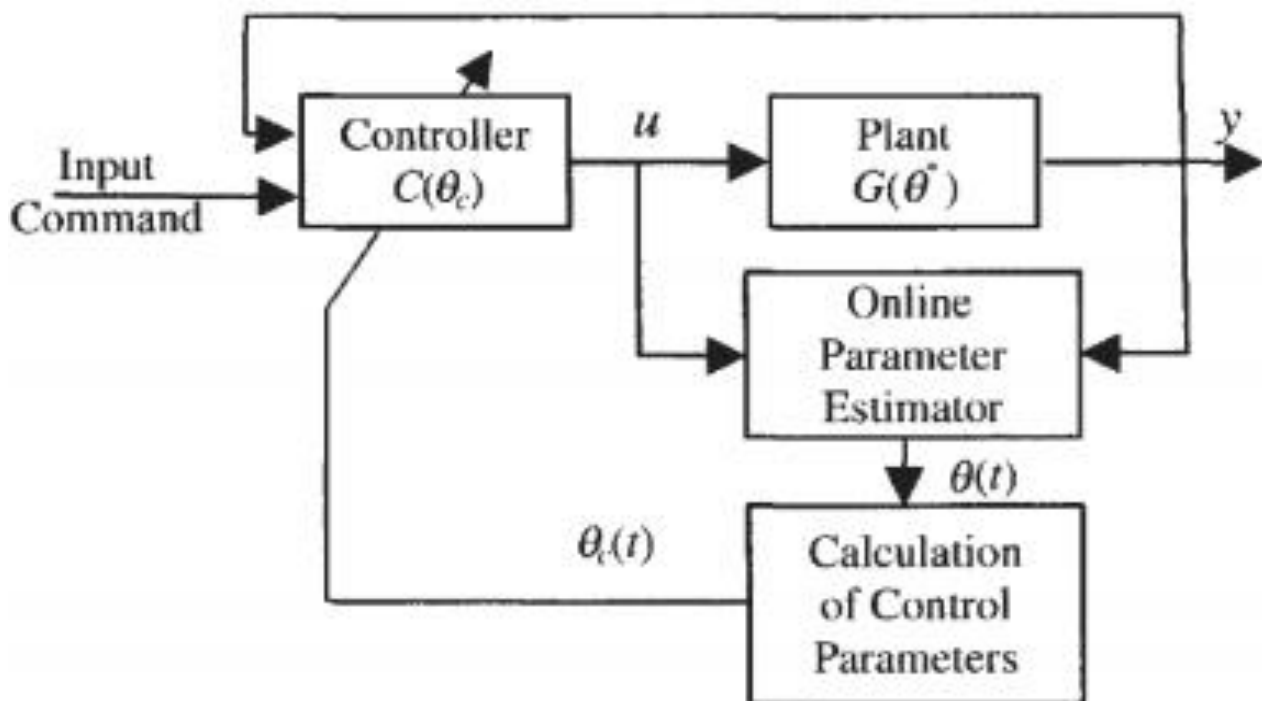 Input
Command
Controller
C(θc)
u
Plant
G(θ*)
y
Online
Parameter
Estimator
θ(t)
θc(t)
Calculation
of Control
Parameters